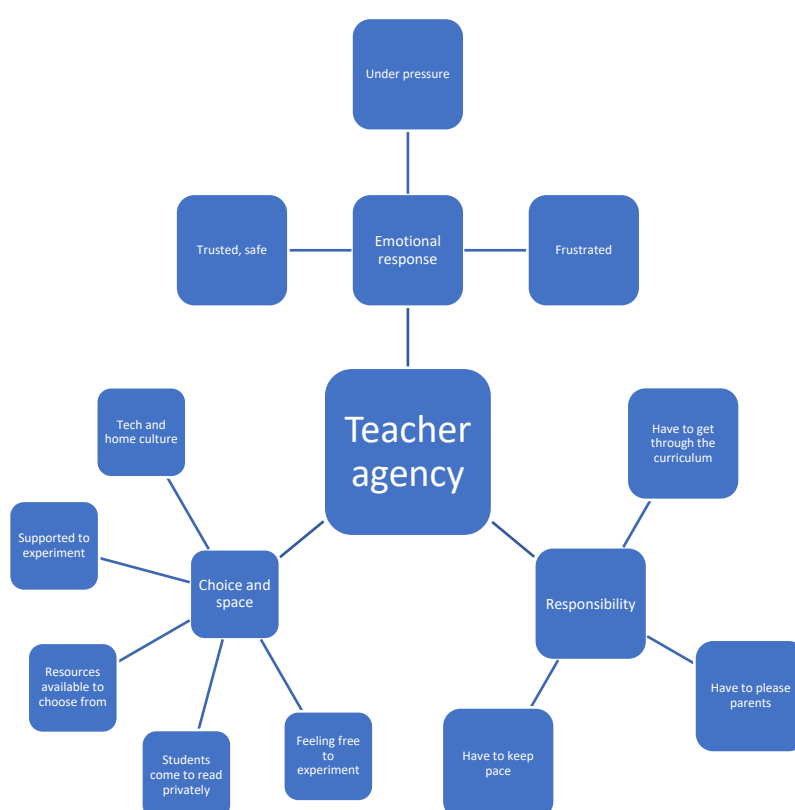 Under pressure
Trusted, safe
Emotional
response
Frustrated
Teacher
agency
Tech and
home culture
Have to get
through the
curriculum
Supported to
experiment
Choice and
space
Responsibility
Resources
available to
choose from
Have to please
parents
Students
come to read
privately
Feeling free
to
experiment
Have to keep
pace